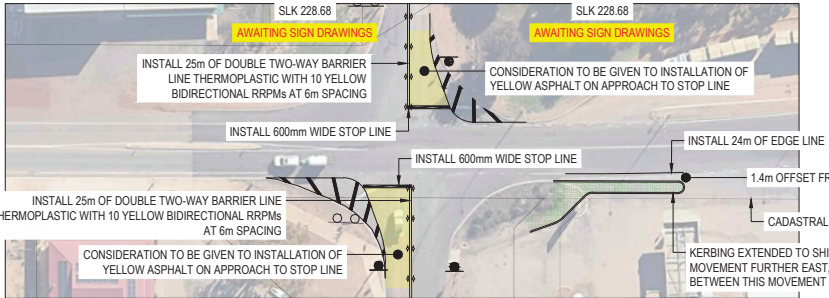 SLK 228.68
AWAITING SIGN DRAWINGS
SLK 228.68
AWAITING SIGN DRAWINGS
INSTALL 25m OF DOUBLE TWO-WAY BARRIER
LINE THERMOPLASTIC WITH 10 YELLOW
BIDIRECTIONAL RRPMs AT 6m SPACING
CONSIDERATION TO BE GIVEN TO INSTALLATION OF
YELLOW ASPHALT ON APPROACH TO STOP LINE
INSTALL 600mm WIDE STOP LINE
INSTALL 24m OF EDGE LINE
INSTALL 600mm WIDE STOP LINE
1.4m OFFSET FR
INSTALL 25m OF DOUBLE TWO-WAY BARRIER LINE
HERMOPLASTIC WITH 10 YELLOW BIDIRECTIONAL RRPMs
AT 6m SPACING
CADASTRAL
CONSIDERATION TO BE GIVEN TO INSTALLATION OF
YELLOW ASPHALT ON APPROACH TO STOP LINE
KERBING EXTENDED TO SHI
MOVEMENT FURTHER EAST,
BETWEEN THIS MOVEMENT